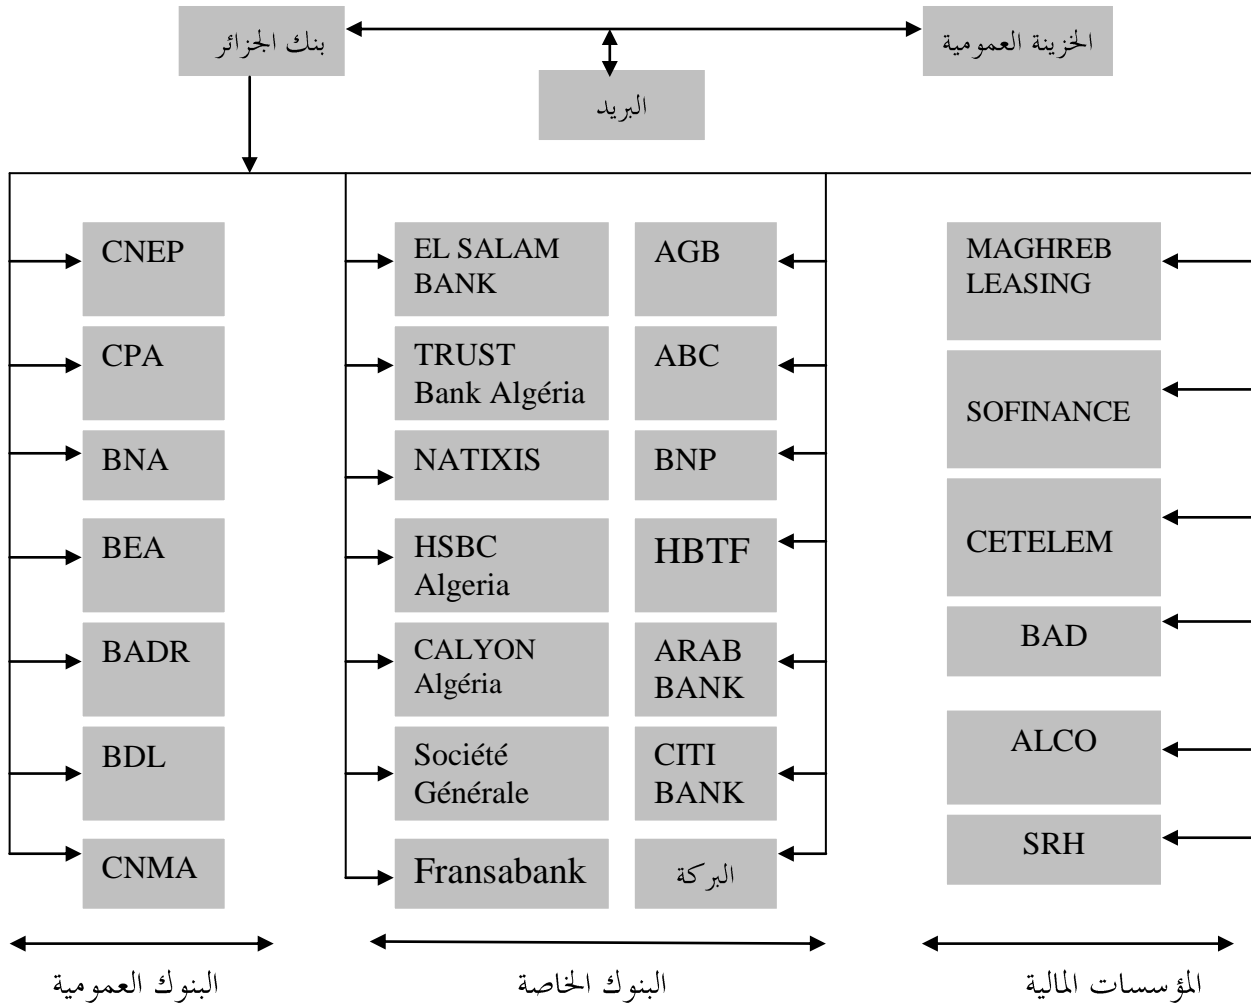 بنك الجزائر
الخزينة العمومية
البريد
CNEP
CPA
BNA
BEA
BADR
BDL
CNMA
EL SALAM
BANK
TRUST
Bank Algéria
NATIXIS
HSBC
Algeria
CALYON
Algéria
Société
Générale
Fransabank
AGB
ABC
BNP
HBTF
ARAB
BANK
CITI
BANK
البركة
MAGHREB
LEASING
SOFINANCE
CETELEM
BAD
ALCO
SRH
البنوك العمومية
البنوك الخاصة
المؤسسات المالية